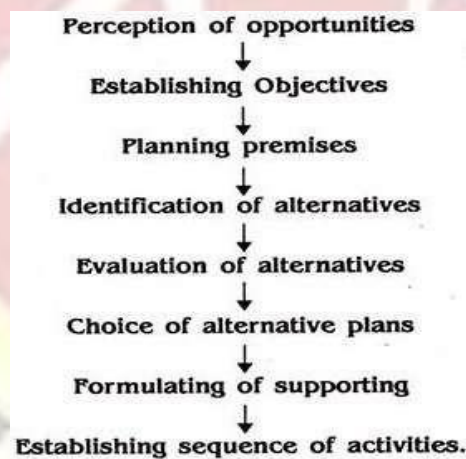 Perception of opportunities
Establishing Objectives
Planning premises
Identification of alternatives
Evaluation of alternatives
Choice of alternative plans
Formulating of supporting
Establishing sequence of activities.